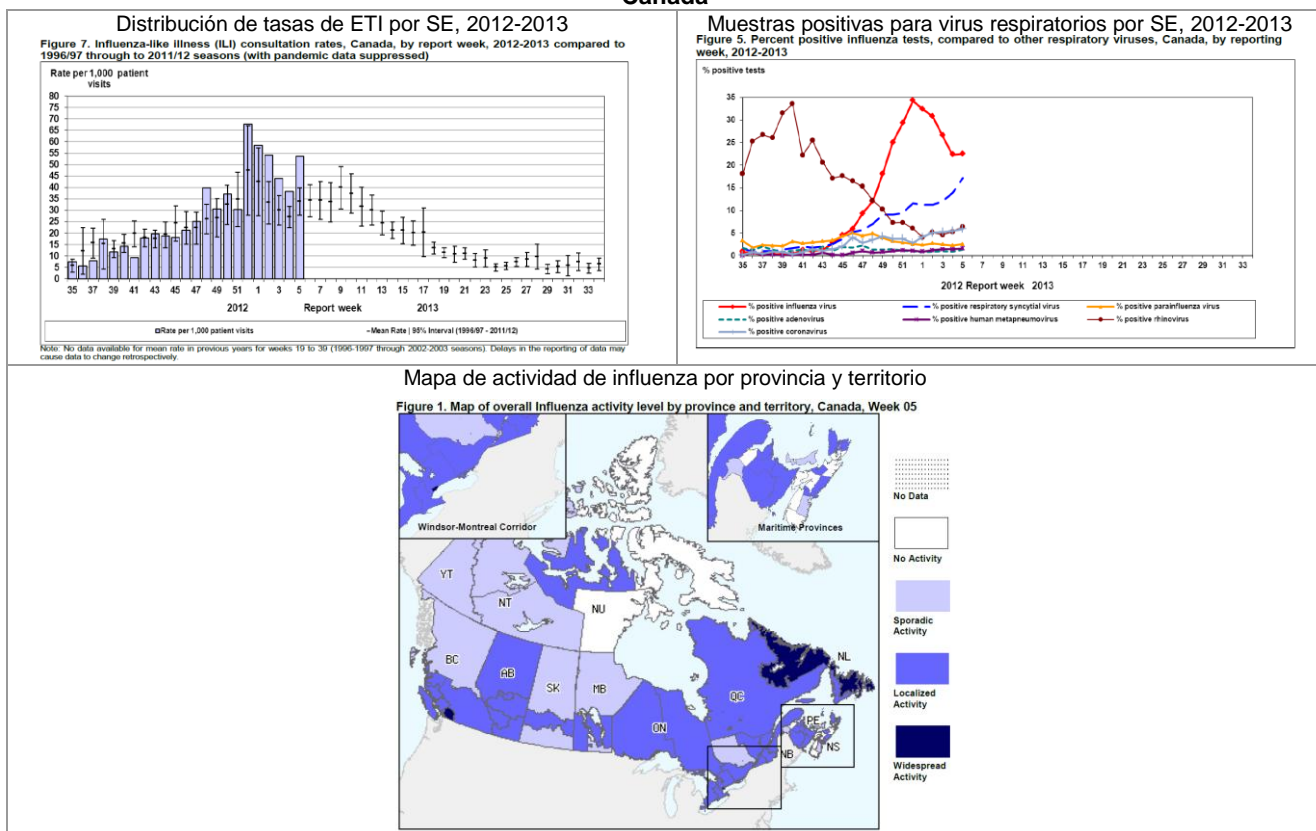 Canadá
Distribución de tasas de ETI por SE, 2012-2013
Figure 7. Influenza-like illness (ILI) consultation rates, Canada, by report week, 2012-2013 compared to
1996/97 through to 2011/12 seasons (with pandemic data suppressed)
Rate per 1,000 patient
visits
80
75
70
65
60
55
50
45
40
35
30
25
20
15
10
5
0
35 37 39 41 43 45 47 49 51 1 3 5 7 9 11 13 15 17 19 21 23 25 27 29 31 33
2012 Report week 2013
Rate per 1,000 patient visits
Mean Rate | 95% Interval (1996/97 - 2011/12)
Note: No data available for mean rate in previous years for weeks 19 to 39 (1996-1997 through 2002-2003 seasons). Delays in the reporting of data may
cause data to change retrospectively.
Muestras positivas para virus respiratorios por SE, 2012-2013
Figure 5. Percent positive influenza tests, compared to other respiratory viruses, Canada, by reporting
week, 2012-2013
% positive tests
35
30
25
20
15
10
5
0
35 37 39 41 43 45 47 49 51 1 3 5 7 9 11 13 15 17 19 21 23 25 27 29 31 33
2012 Report week 2013
% positive influenza virus
% positive respiratory syncytial virus
% positive parainfluenza virus
% positive adenovirus
% positive human metapneumovirus
% positive rhinovirus
% positive coronavirus
Mapa de actividad de influenza por provincia y territorio
Figure 1. Map of overall Influenza activity level by province and territory, Canada, Week 05
Windsor-Montreal Corridor
Maritime Provinces
YT
NT
NU
BC
AB
SK
MB
ON
QC
NL
PE
NB
NS
No Data
No Activity
Sporadic
Activity
Localized
Activity
Widespread
Activity